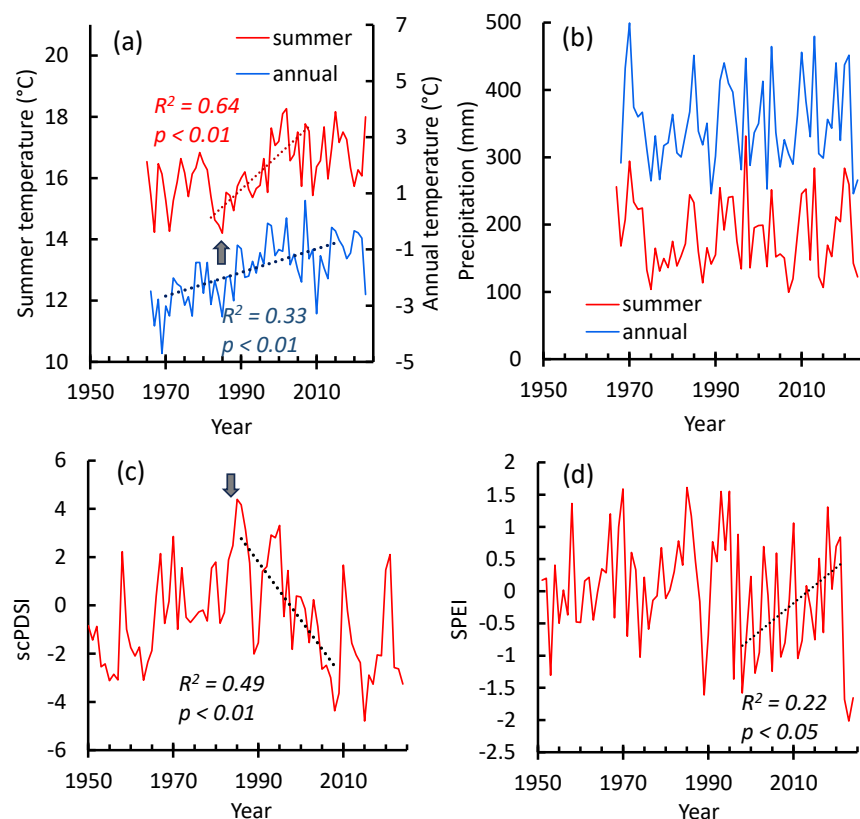 (a)
summer
annual
R² = 0.64
p < 0.01
R² = 0.33
p < 0.01
Summer temperature (°C)
20
18
16
14
12
10
Annual temperature (°C)
7
5
3
1
-1
-3
-5
1950 1970 1990 2010
Year
(b)
Precipitation (mm)
500
400
300
200
100
0
summer
annual
1950 1970 1990 2010
Year
(c)
scPDSI
6
4
2
0
-2
-4
-6
R² = 0.49
p < 0.01
1950 1970 1990 2010
Year
(d)
SPEI
2
1.5
1
0.5
0
-0.5
-1
-1.5
-2
-2.5
R² = 0.22
p < 0.05
1950 1970 1990 2010
Year